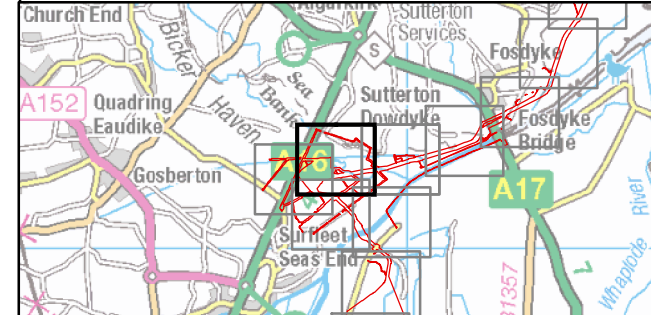 Church End
Algarkirk
Sutterton
Services
S
Fosdyke
Bicker
Haven
Sea
Bank
A152
Quadring
Eaudike
Sutterton
Dowdyke
Fosdyke
Bridge
Gosberton
A17
Surfleet
Seas End
River
Whaplode
B1357